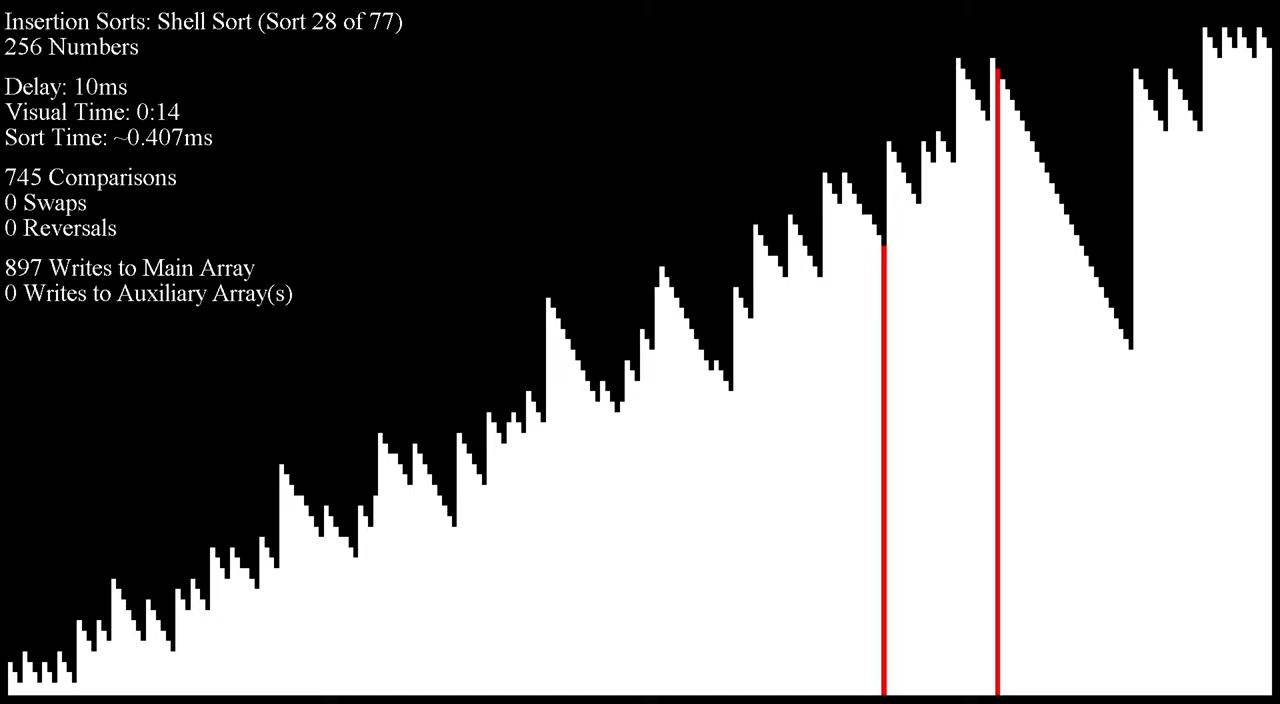 Insertion Sorts: Shell Sort (Sort 28 of 77)
256 Numbers
Delay: 10ms
Visual Time: 0:14
Sort Time: ~0.407ms
745 Comparisons
0 Swaps
0 Reversals
897 Writes to Main Array
0 Writes to Auxiliary Array(s)